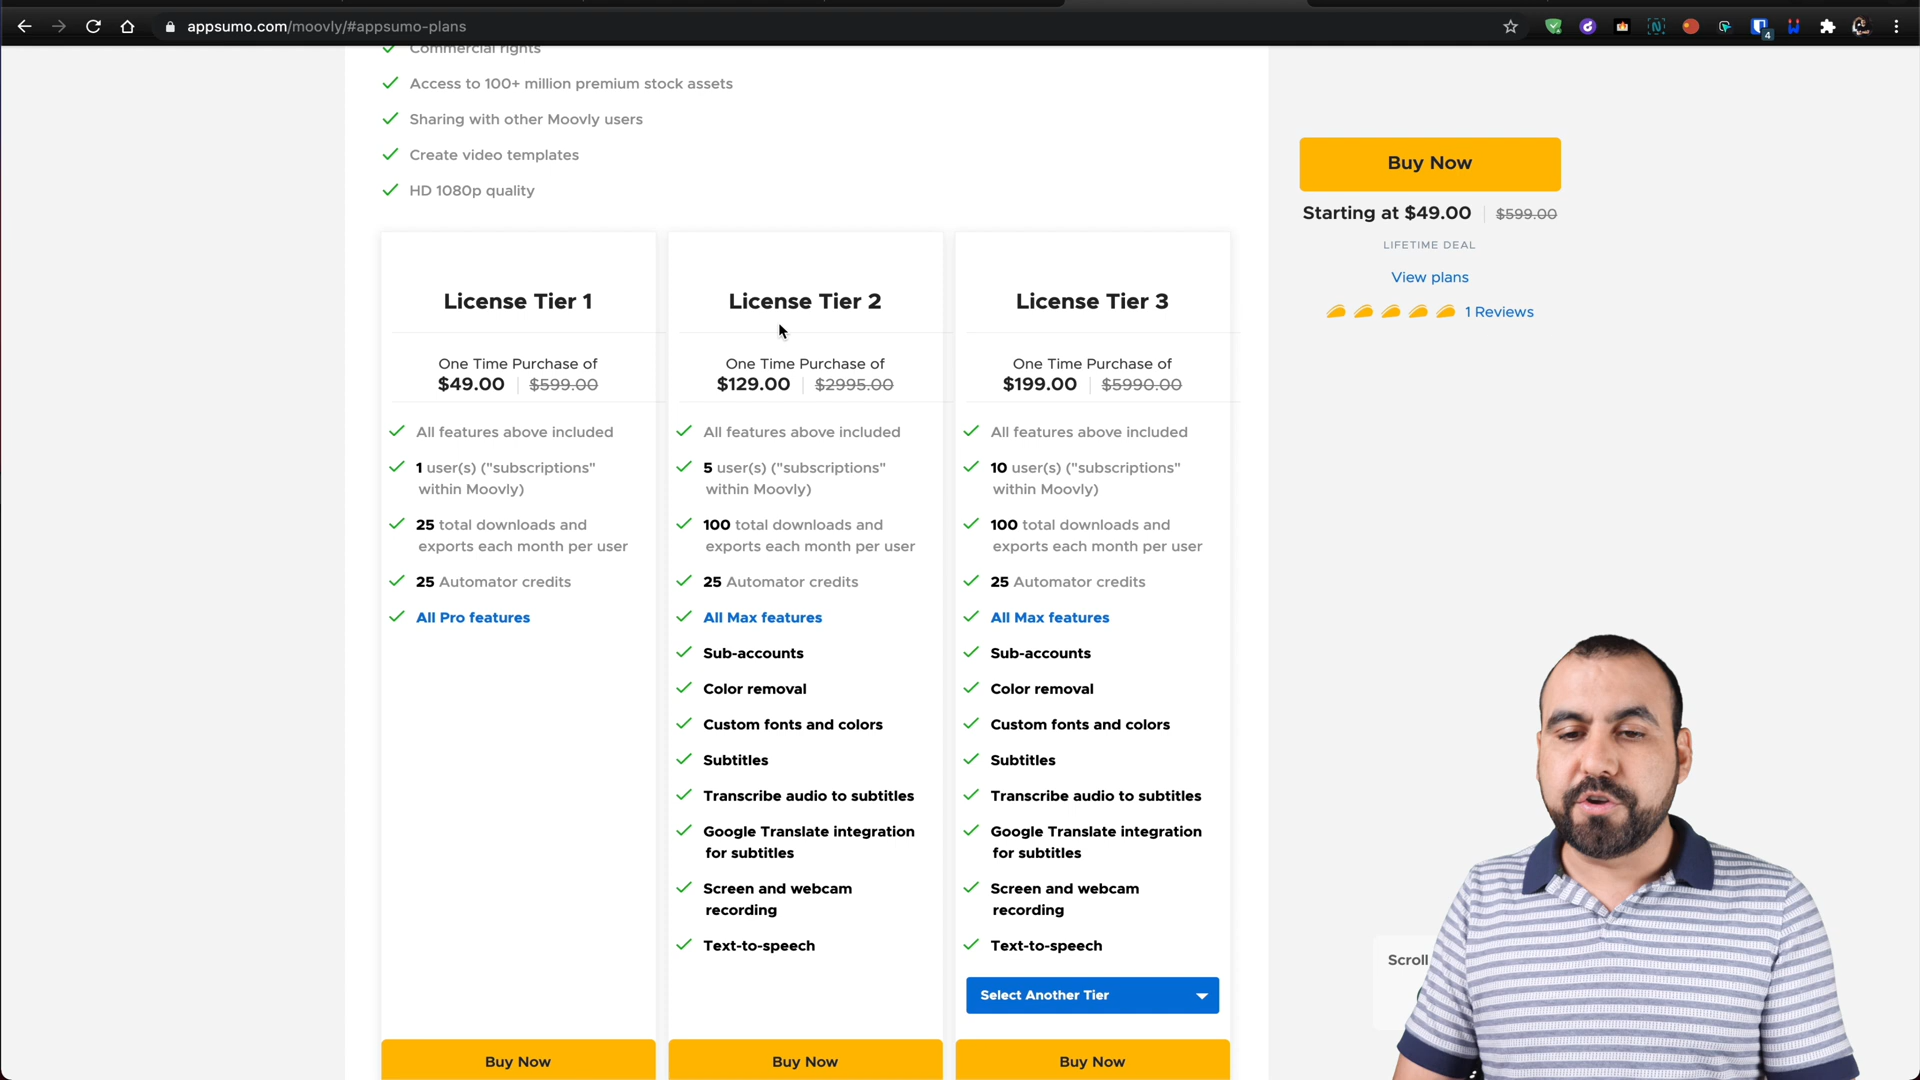 appsumo.com/moovly/#appsumo-plans
4
Commercial rights
Access to 100+ million premium stock assets
Sharing with other Moovly users
Create video templates
HD 1080p quality
Buy Now
Starting at $49.00 $599.00
LIFETIME DEAL
View plans
1 Reviews
License Tier 1
One Time Purchase of
$49.00 $599.00
All features above included
1 user(s) ("subscriptions"
within Moovly)
25 total downloads and
exports each month per user
25 Automator credits
All Pro features
Buy Now
License Tier 2
One Time Purchase of
$129.00 $2995.00
All features above included
5 user(s) ("subscriptions"
within Moovly)
100 total downloads and
exports each month per user
25 Automator credits
All Max features
Sub-accounts
Color removal
Custom fonts and colors
Subtitles
Transcribe audio to subtitles
Google Translate integration
for subtitles
Screen and webcam
recording
Text-to-speech
Buy Now
License Tier 3
One Time Purchase of
$199.00 $5990.00
All features above included
10 user(s) ("subscriptions"
within Moovly)
100 total downloads and
exports each month per user
25 Automator credits
All Max features
Sub-accounts
Color removal
Custom fonts and colors
Subtitles
Transcribe audio to subtitles
Google Translate integration
for subtitles
Screen and webcam
recording
Text-to-speech
Select Another Tier
Buy Now
Scroll